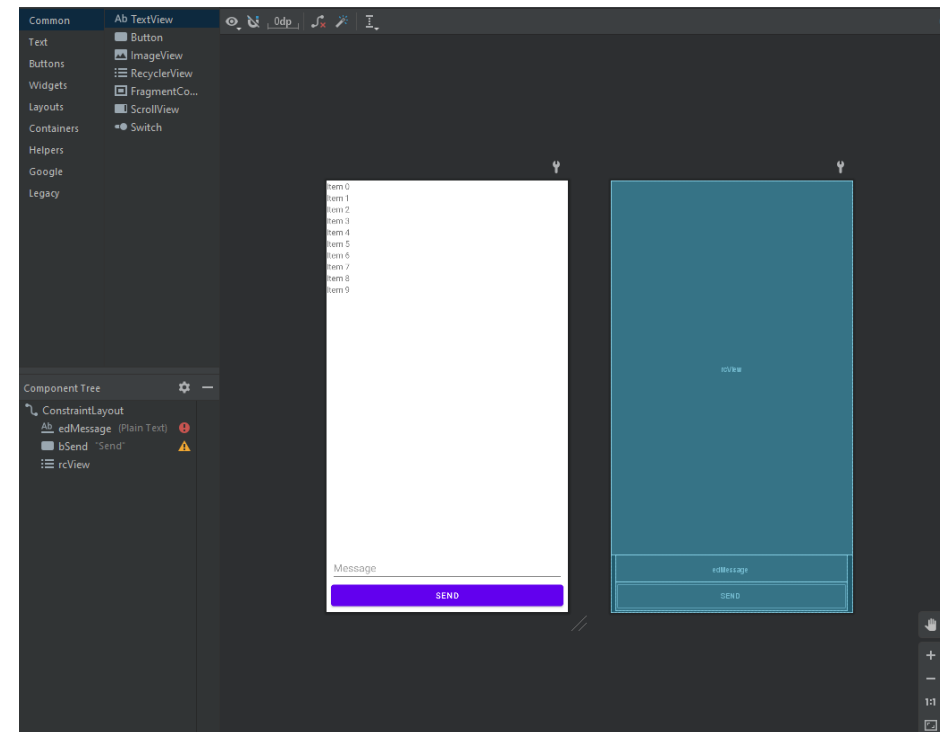 Common
Text
Buttons
Widgets
Layouts
Containers
Helpers
Google
Legacy
Ab TextView
Button
ImageView
RecyclerView
FragmentCo...
ScrollView
Switch
0dp
Component Tree
ConstraintLayout
Ab edMessage (Plain Text)
bSend "Send"
rcView
Item 0
Item 1
Item 2
Item 3
Item 4
Item 5
Item 6
Item 7
Item 8
Item 9
Message
SEND
rcView
edMessage
SEND
1:1